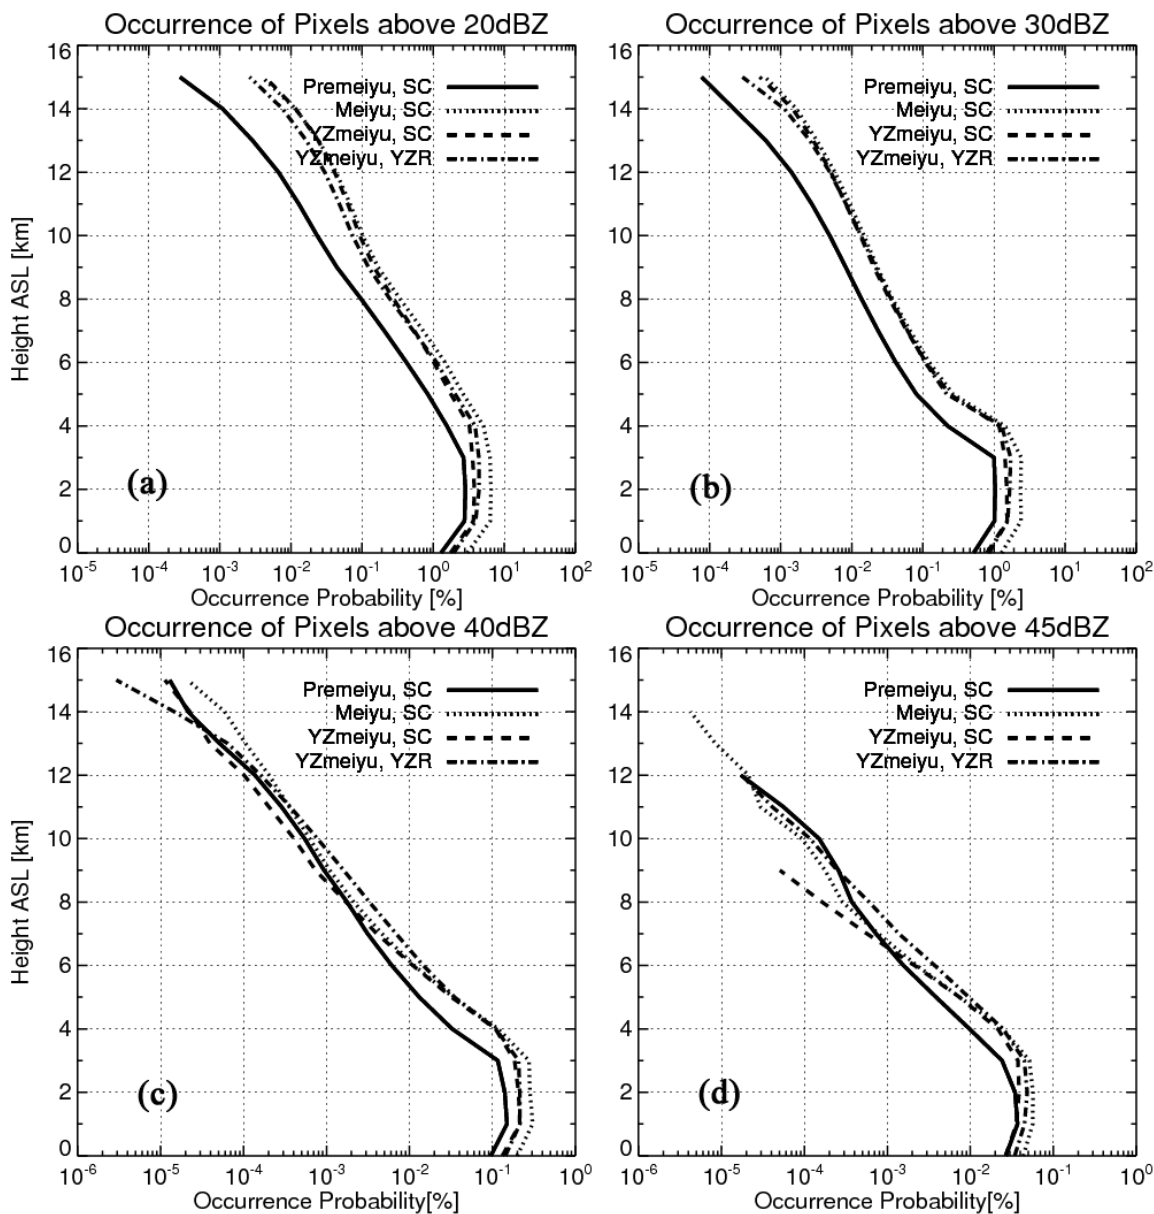 Occurrence of Pixels above 20dBZ
16
14
12
10
8
6
4
2
0
Height ASL [km]
Premeiyu, SC
Meiyu, SC
YZmeiyu, SC
YZmeiyu, YZR
(a)
10-5 10-4 10-3 10-2 10-1 100 101 102
Occurrence Probability [%]
Occurrence of Pixels above 30dBZ
16
14
12
10
8
6
4
2
0
Premeiyu, SC
Meiyu, SC
YZmeiyu, SC
YZmeiyu, YZR
(b)
10-5 10-4 10-3 10-2 10-1 100 101 102
Occurrence Probability [%]
Occurrence of Pixels above 40dBZ
16
14
12
10
8
6
4
2
0
Height ASL [km]
Premeiyu, SC
Meiyu, SC
YZmeiyu, SC
YZmeiyu, YZR
(c)
10-6 10-5 10-4 10-3 10-2 10-1 100
Occurrence Probability[%]
Occurrence of Pixels above 45dBZ
16
14
12
10
8
6
4
2
0
Premeiyu, SC
Meiyu, SC
YZmeiyu, SC
YZmeiyu, YZR
(d)
10-6 10-5 10-4 10-3 10-2 10-1 100
Occurrence Probability[%]